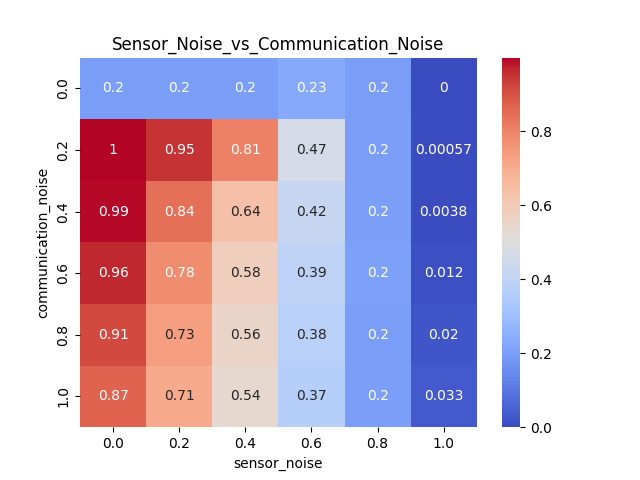 Sensor_Noise_vs_Communication_Noise
communication_noise
0.0 0.2 0.2 0.2 0.23 0.2 0
0.2 1 0.95 0.81 0.47 0.2 0.00057
0.4 0.99 0.84 0.64 0.42 0.2 0.0038
0.6 0.96 0.78 0.58 0.39 0.2 0.012
0.8 0.91 0.73 0.56 0.38 0.2 0.02
1.0 0.87 0.71 0.54 0.37 0.2 0.033
0.0 0.2 0.4 0.6 0.8 1.0
sensor_noise
0.8
0.6
0.4
0.2
0.0